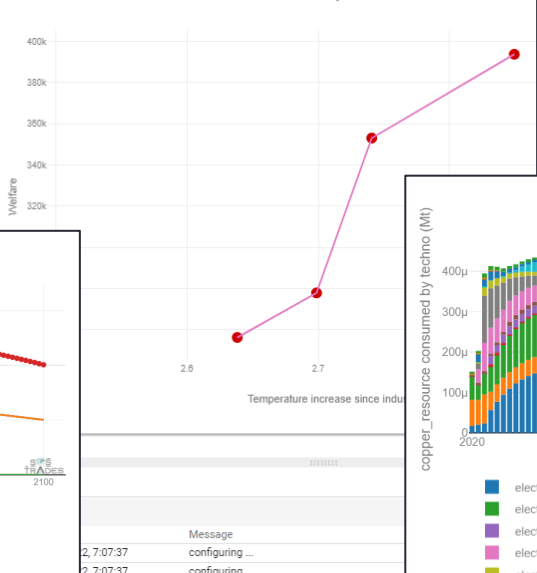 400k
380k
360k
340k
320k
Welfare
2.6
2.7
Temperature increase since indus
TRADES
2100
Message
2, 7:07:37
configuring ...
2, 7:07:37
configuring
copper_resource consumed by techno (Mt)
400µ
300µ
200µ
100µ
0
2020
elect
elect
elect
elect